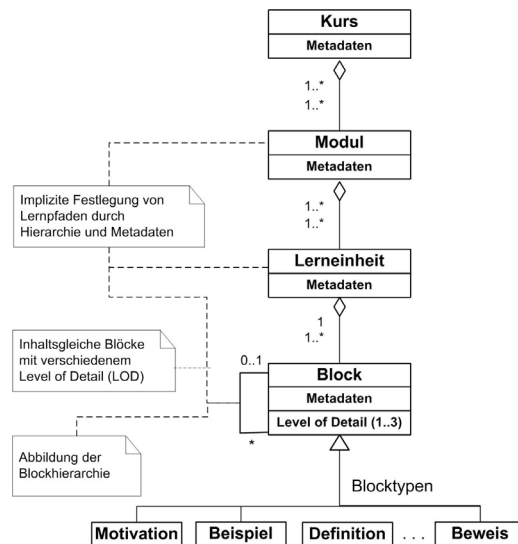 Kurs
Metadaten
1..*
1..*
Modul
Metadaten
Implizite Festlegung von
Lernpfaden durch
Hierarchie und Metadaten
1..*
1..*
Lerneinheit
Metadaten
1
1..*
Inhaltsgleiche Blöcke
mit verschiedenem
Level of Detail (LOD)
0..1
Block
Metadaten
Level of Detail (1..3)
*
Abbildung der
Blockhierarchie
Blocktypen
Motivation Beispiel Definition . . . Beweis